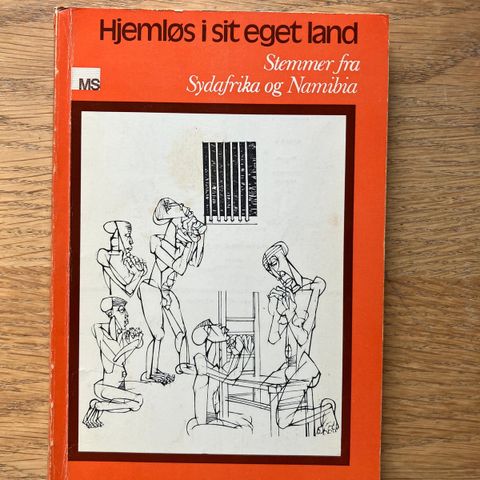 Hjemløs i sit eget land
Stemmer fra
Sydafrika og Namibia
MS